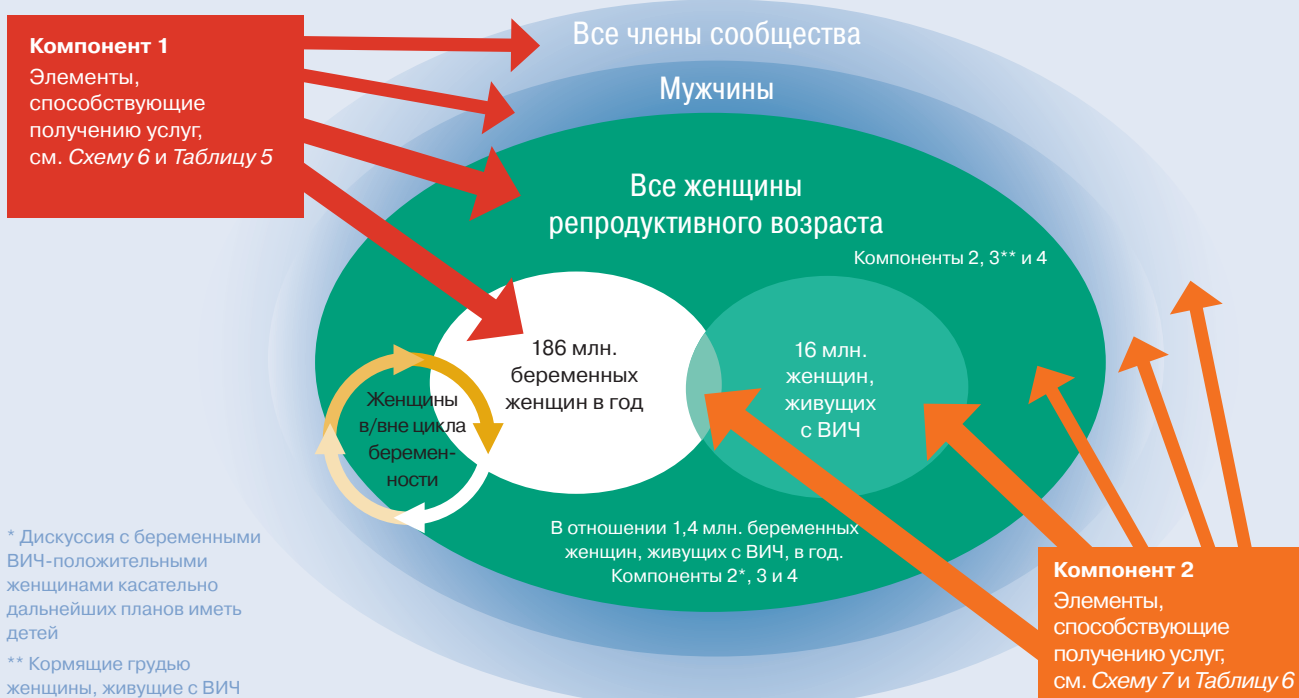 Компонент 1
Элементы,
способствующие
получению услуг,
см. Схему 6 и Таблицу 5
Все члены сообщества
Мужчины
Все женщины
репродуктивного возраста
Компоненты 2, 3** и 4
186 млн.
беременных
женщин в год
16 млн.
женщин,
живущих
с ВИЧ
Женщины
в/вне цикла
беремен-
ности
В отношении 1,4 млн. беременных
женщин, живущих с ВИЧ, в год.
Компоненты 2*, 3 и 4
* Дискуссия с беременными
ВИЧ-положительными
женщинами касательно
дальнейших планов иметь
детей
** Кормящие грудью
женщины, живущие с ВИЧ
Компонент 2
Элементы,
способствующие
получению услуг,
см. Схему 7 и Таблицу 6